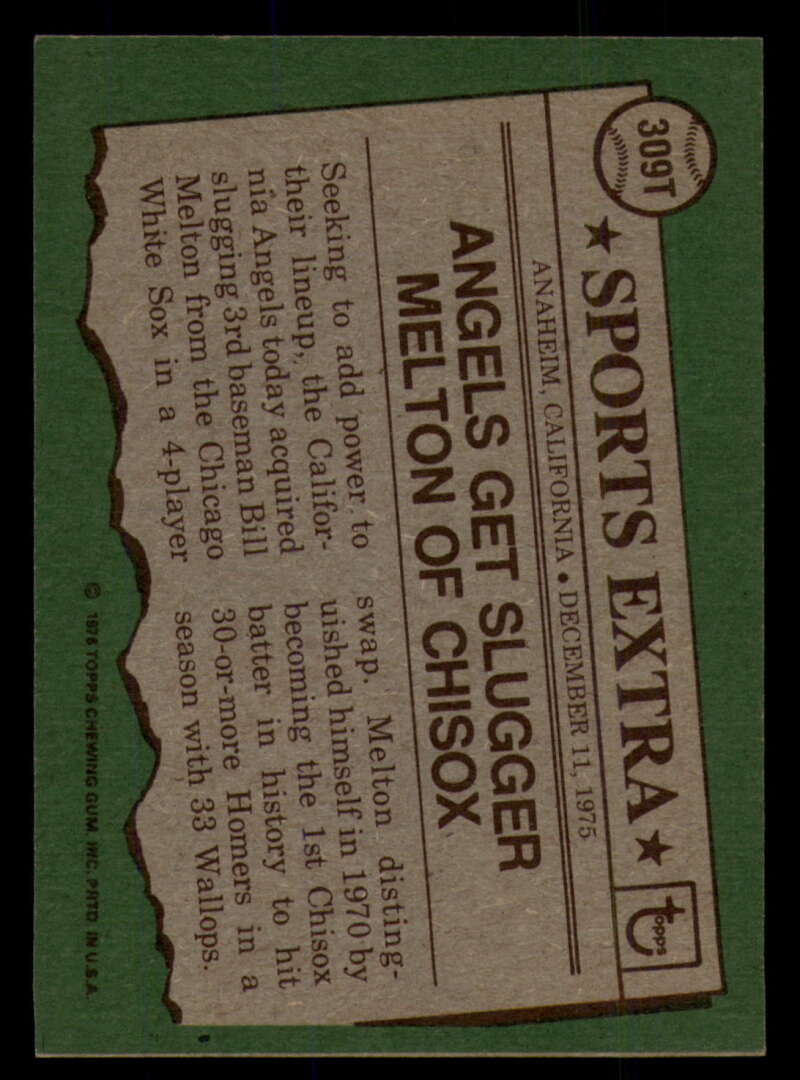 309T
★ SPORTS EXTRA ★
topps
ANAHEIM, CALIFORNIA • DECEMBER 11, 1975
ANGELS GET SLUGGER
MELTON OF CHISOX
Seeking to add power to
their lineup, the Califor-
nia Angels today acquired
slugging 3rd baseman Bill
Melton from the Chicago
White Sox in a 4-player
swap. Melton disting-
uished himself in 1970 by
becoming the 1st Chisox
batter in history to hit
30-or-more Homers in a
season with 33 Wallops.
© 1976 TOPPS CHEWING GUM, INC. PRTD. IN U.S.A.